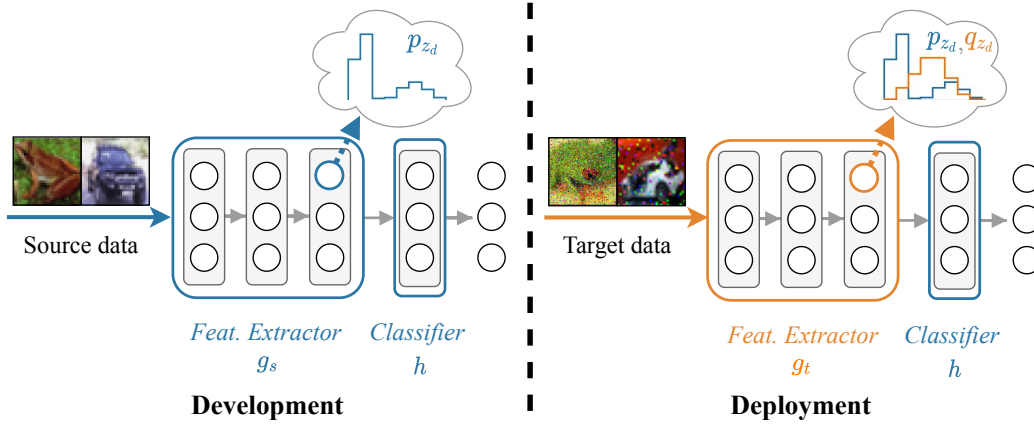 p_{z_d}
Source data
Feat. Extractor
g_s
Classifier
h
Development
p_{z_d}, q_{z_d}
Target data
Feat. Extractor
g_t
Classifier
h
Deployment